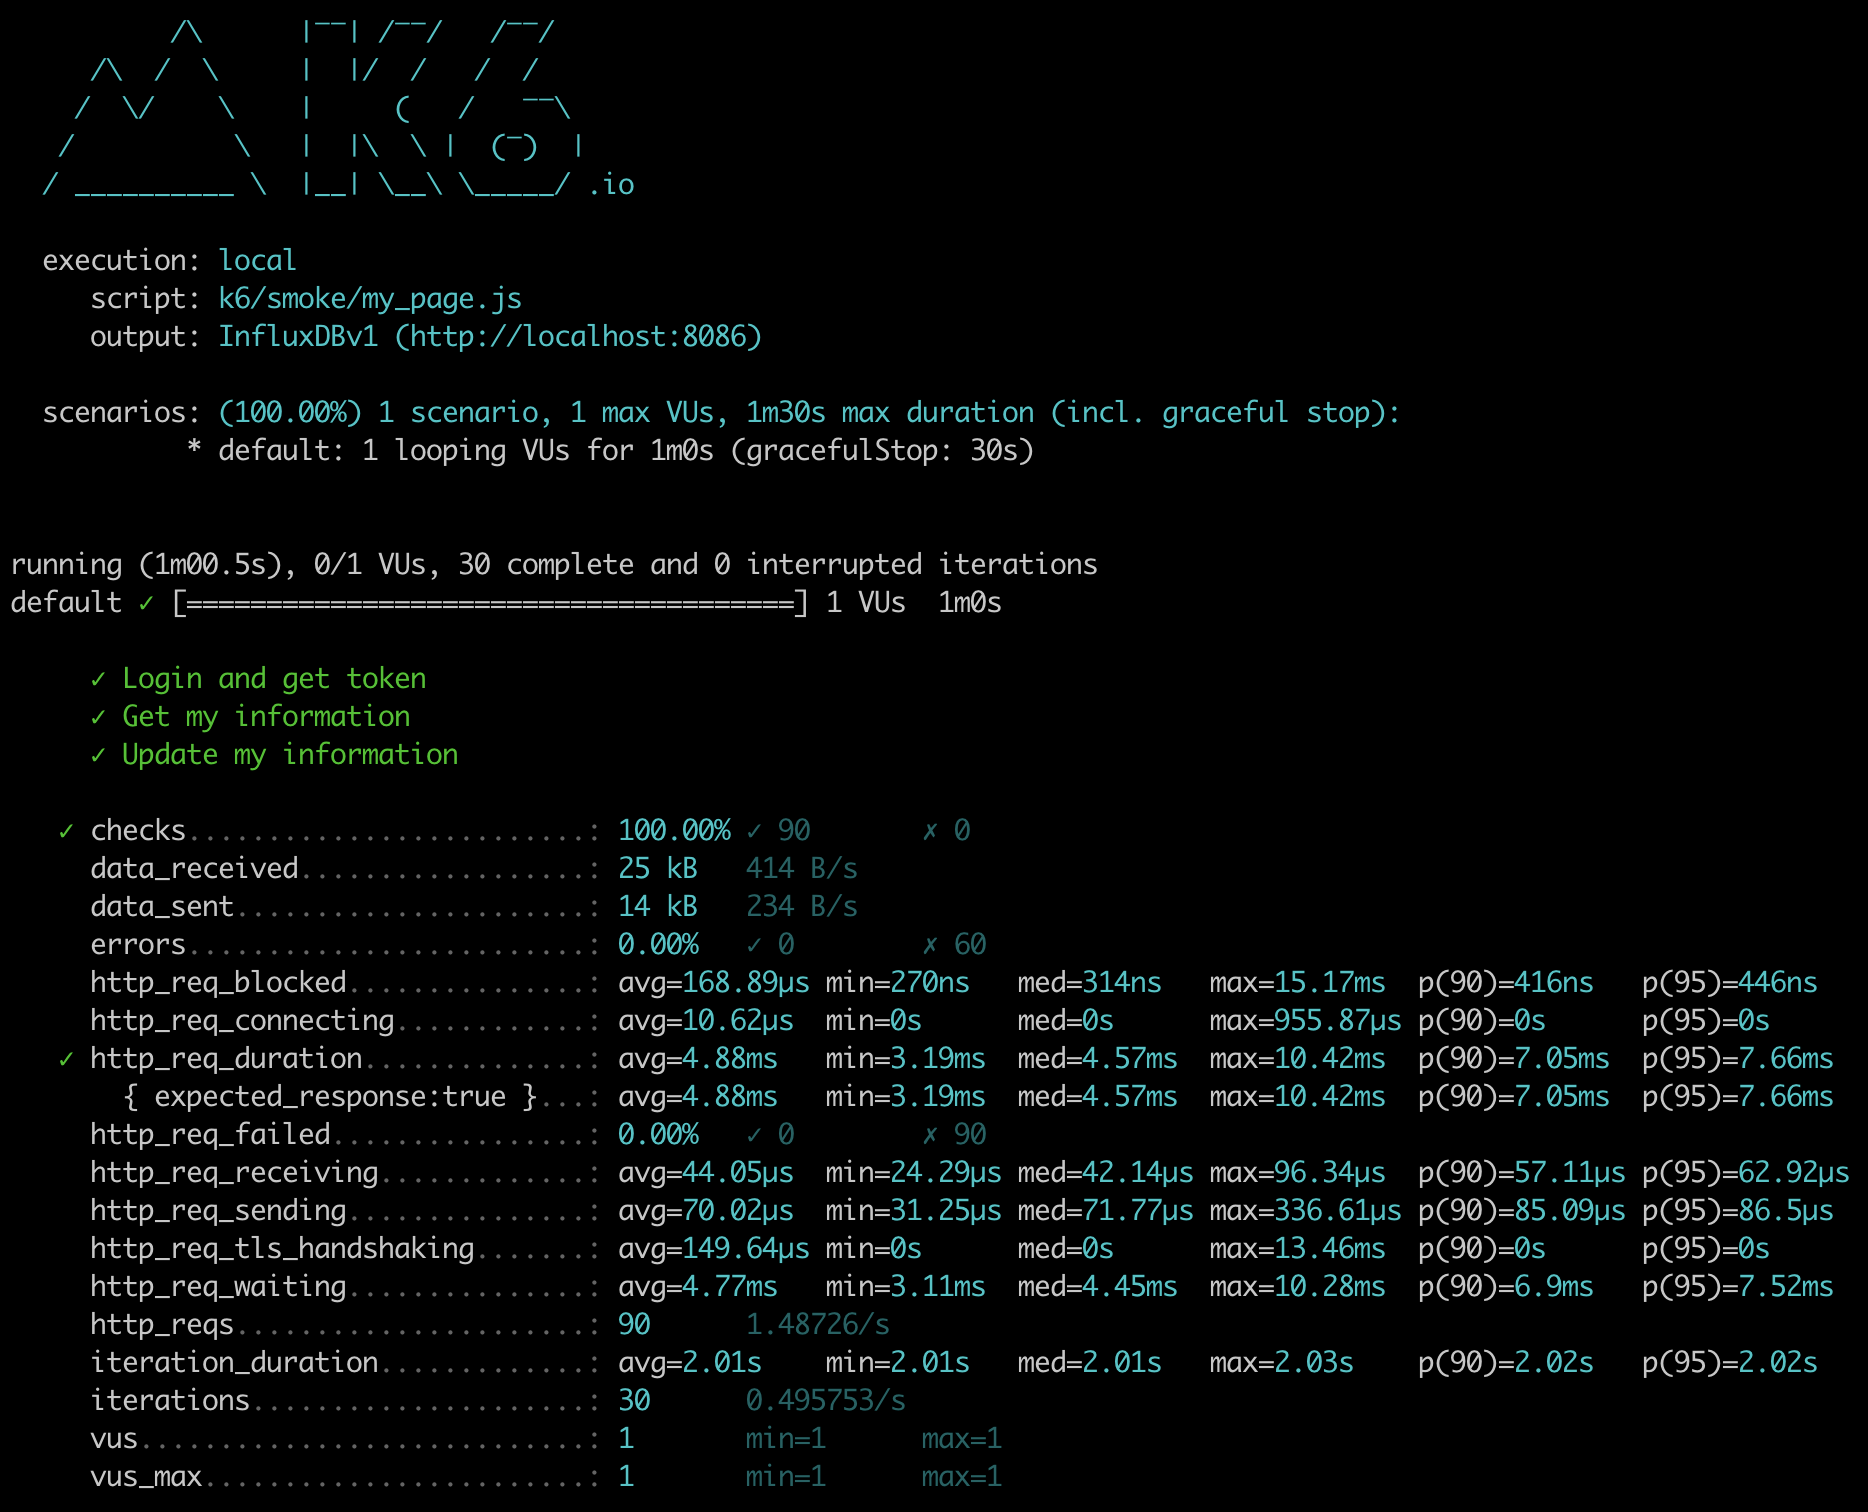 /\      |‾‾| /‾‾/   /‾‾/
     /\  /  \     |  |/  /   /  /
    /  \/    \    |     (   /   ‾‾\
   /          \   |  |\  \ |  (‾)  |
  / __________ \  |__| \__\ \_____/ .io

  execution: local
     script: k6/smoke/my_page.js
     output: InfluxDBv1 (http://localhost:8086)

  scenarios: (100.00%) 1 scenario, 1 max VUs, 1m30s max duration (incl. graceful stop):
           * default: 1 looping VUs for 1m0s (gracefulStop: 30s)

running (1m00.5s), 0/1 VUs, 30 complete and 0 interrupted iterations
default ✓ [======================================] 1 VUs  1m0s

     ✓ Login and get token
     ✓ Get my information
     ✓ Update my information

   ✓ checks.........................: 100.00% ✓ 90       ✗ 0
     data_received..................: 25 kB   414 B/s
     data_sent......................: 14 kB   234 B/s
     errors.........................: 0.00%   ✓ 0        ✗ 60
     http_req_blocked...............: avg=168.89µs min=270ns   med=314ns   max=15.17ms  p(90)=416ns   p(95)=446ns
     http_req_connecting............: avg=10.62µs  min=0s      med=0s      max=955.87µs p(90)=0s      p(95)=0s
   ✓ http_req_duration..............: avg=4.88ms   min=3.19ms  med=4.57ms  max=10.42ms  p(90)=7.05ms  p(95)=7.66ms
       { expected_response:true }...: avg=4.88ms   min=3.19ms  med=4.57ms  max=10.42ms  p(90)=7.05ms  p(95)=7.66ms
     http_req_failed................: 0.00%   ✓ 0        ✗ 90
     http_req_receiving.............: avg=44.05µs  min=24.29µs med=42.14µs max=96.34µs  p(90)=57.11µs p(95)=62.92µs
     http_req_sending...............: avg=70.02µs  min=31.25µs med=71.77µs max=336.61µs p(90)=85.09µs p(95)=86.5µs
     http_req_tls_handshaking.......: avg=149.64µs min=0s      med=0s      max=13.46ms  p(90)=0s      p(95)=0s
     http_req_waiting...............: avg=4.77ms   min=3.11ms  med=4.45ms  max=10.28ms  p(90)=6.9ms   p(95)=7.52ms
     http_reqs......................: 90      1.48726/s
     iteration_duration.............: avg=2.01s    min=2.01s   med=2.01s   max=2.03s    p(90)=2.02s   p(95)=2.02s
     iterations.....................: 30      0.495753/s
     vus............................: 1       min=1      max=1
     vus_max........................: 1       min=1      max=1